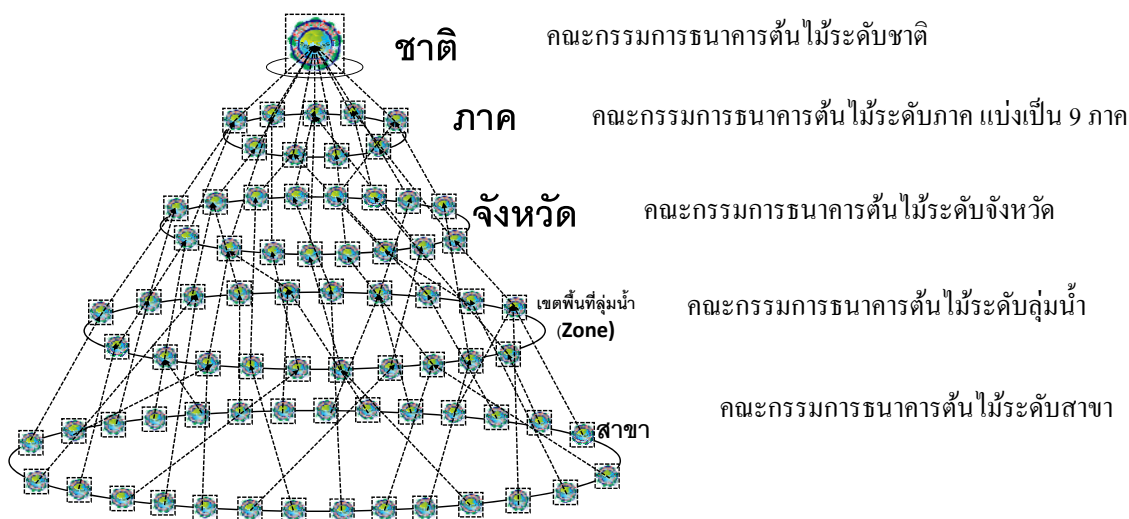 ชาติ คณะกรรมการธนาคารต้นไม้ระดับชาติ
ภาค คณะกรรมการธนาคารต้นไม้ระดับภาค แบ่งเป็น 9 ภาค
จังหวัด คณะกรรมการธนาคารต้นไม้ระดับจังหวัด
เขตพื้นที่ลุ่มน้ำ คณะกรรมการธนาคารต้นไม้ระดับลุ่มน้ำ
(Zone)
สาขา คณะกรรมการธนาคารต้นไม้ระดับสาขา